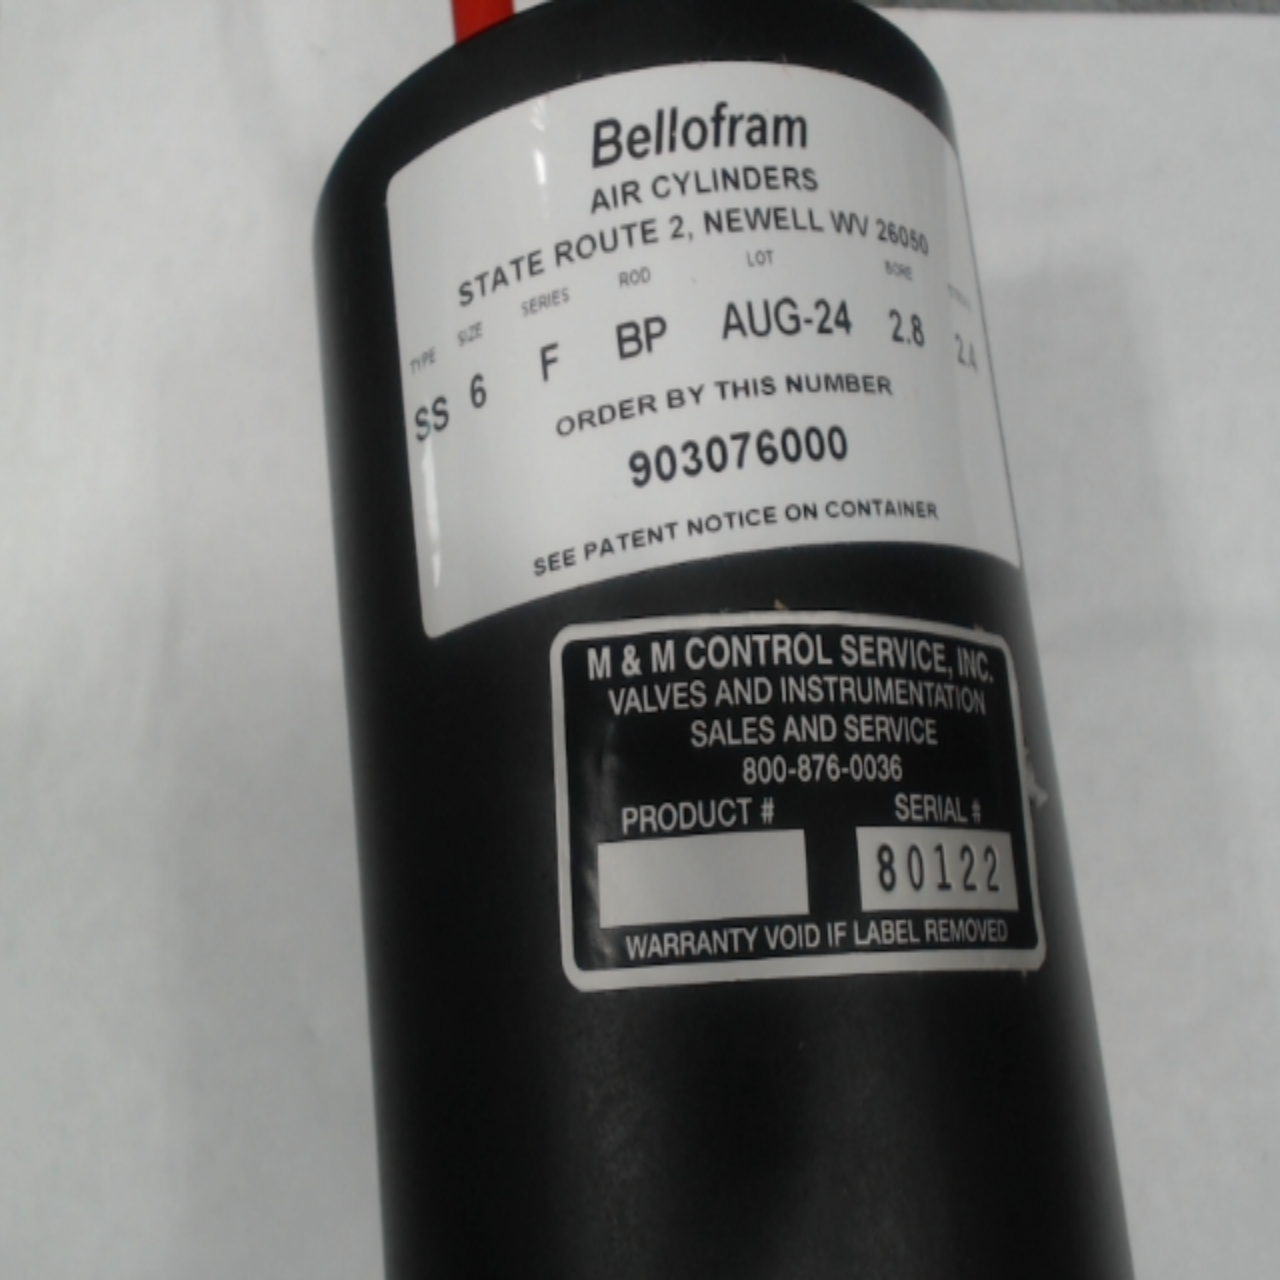 Bellofram
AIR CYLINDERS
STATE ROUTE 2, NEWELL WV 26050
TYPE SIZE SERIES ROD LOT BORE
SS 6 F BP AUG-24 2.8
ORDER BY THIS NUMBER
903076000
SEE PATENT NOTICE ON CONTAINER
M & M CONTROL SERVICE, INC.
VALVES AND INSTRUMENTATION
SALES AND SERVICE
800-876-0036
PRODUCT # SERIAL #
80122
WARRANTY VOID IF LABEL REMOVED